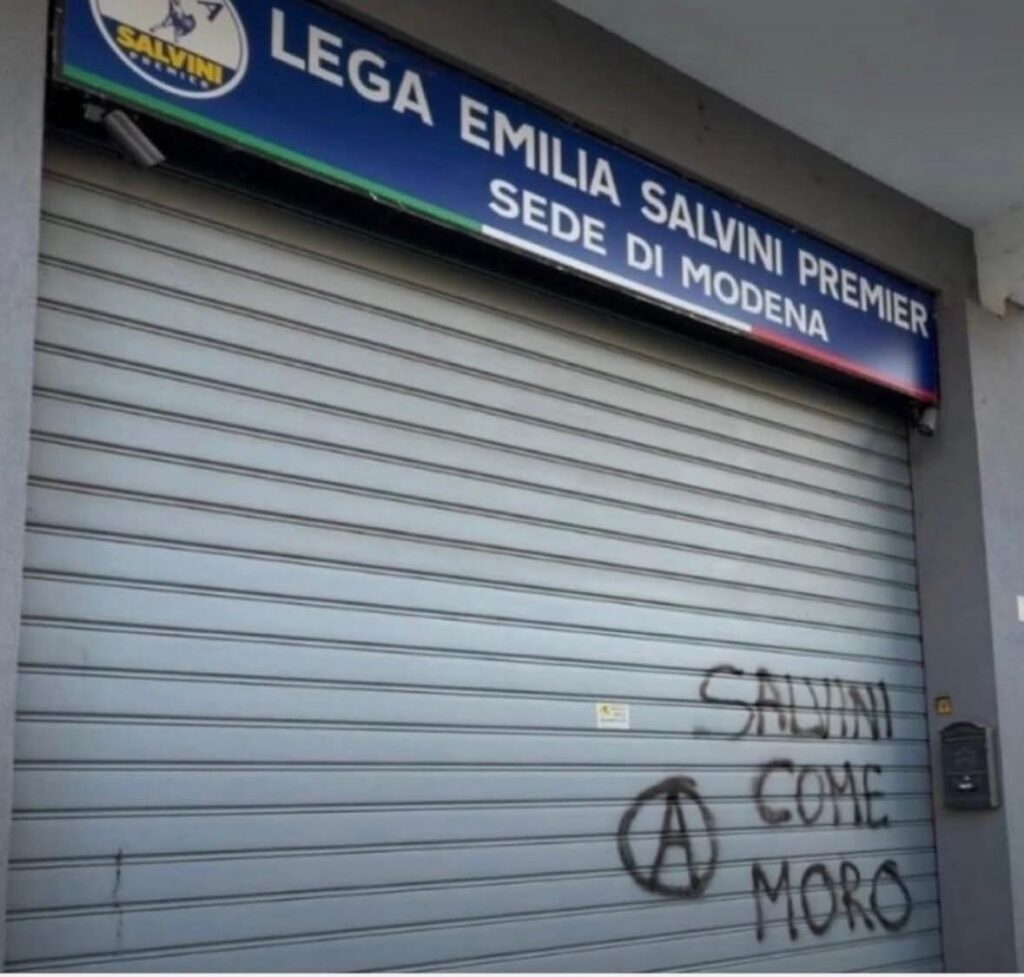 SALVINI
PREMIER
LEGA EMILIA SALVINI PREMIER
SEDE DI MODENA
SALVINI
COME
A MORO